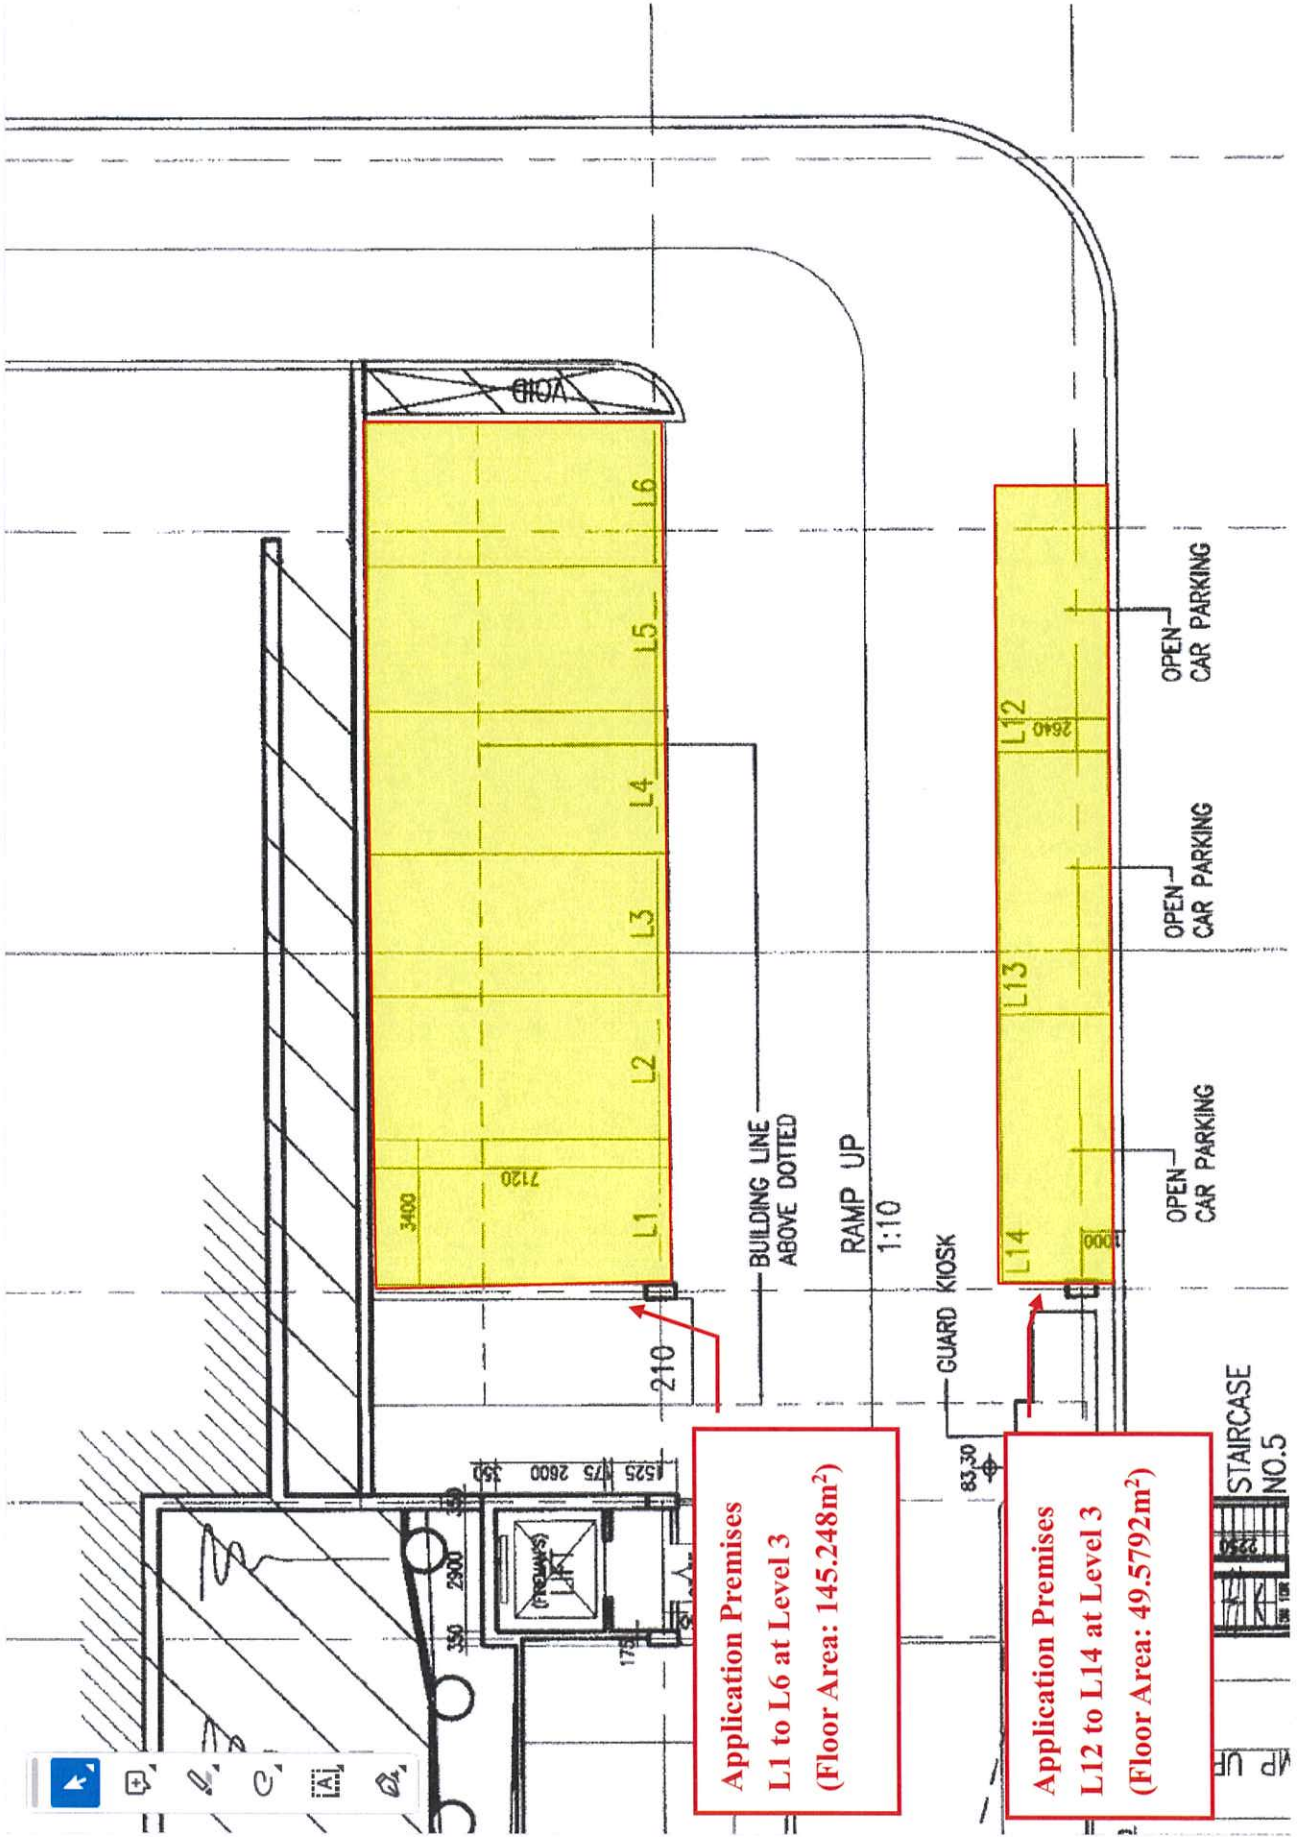 VOID
L6
L5
L4
L3
L2
L1
3400
7120
BUILDING LINE
ABOVE DOTTED
RAMP UP
1:10
L12
2640
L13
L14
1000
OPEN
CAR PARKING
OPEN
CAR PARKING
OPEN
CAR PARKING
GUARD KIOSK
210
83.30
350
2600
175
1525
350
2900
350
175
(FIREMAN'S)
LIFT
STAIRCASE
NO.5
2250
Application Premises
L1 to L6 at Level 3
(Floor Area: 145.248m²)
Application Premises
L12 to L14 at Level 3
(Floor Area: 49.5792m²)
A